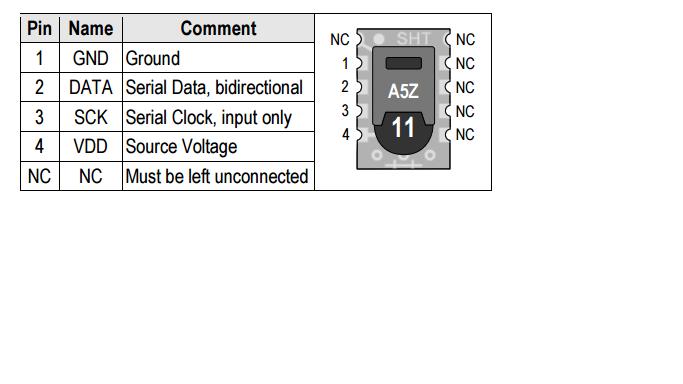 Pin Name Comment
1 GND Ground
2 DATA Serial Data, bidirectional
3 SCK Serial Clock, input only
4 VDD Source Voltage
NC NC Must be left unconnected
NC SHT NC
1 NC
2 A5Z NC
3 NC
4 11 NC